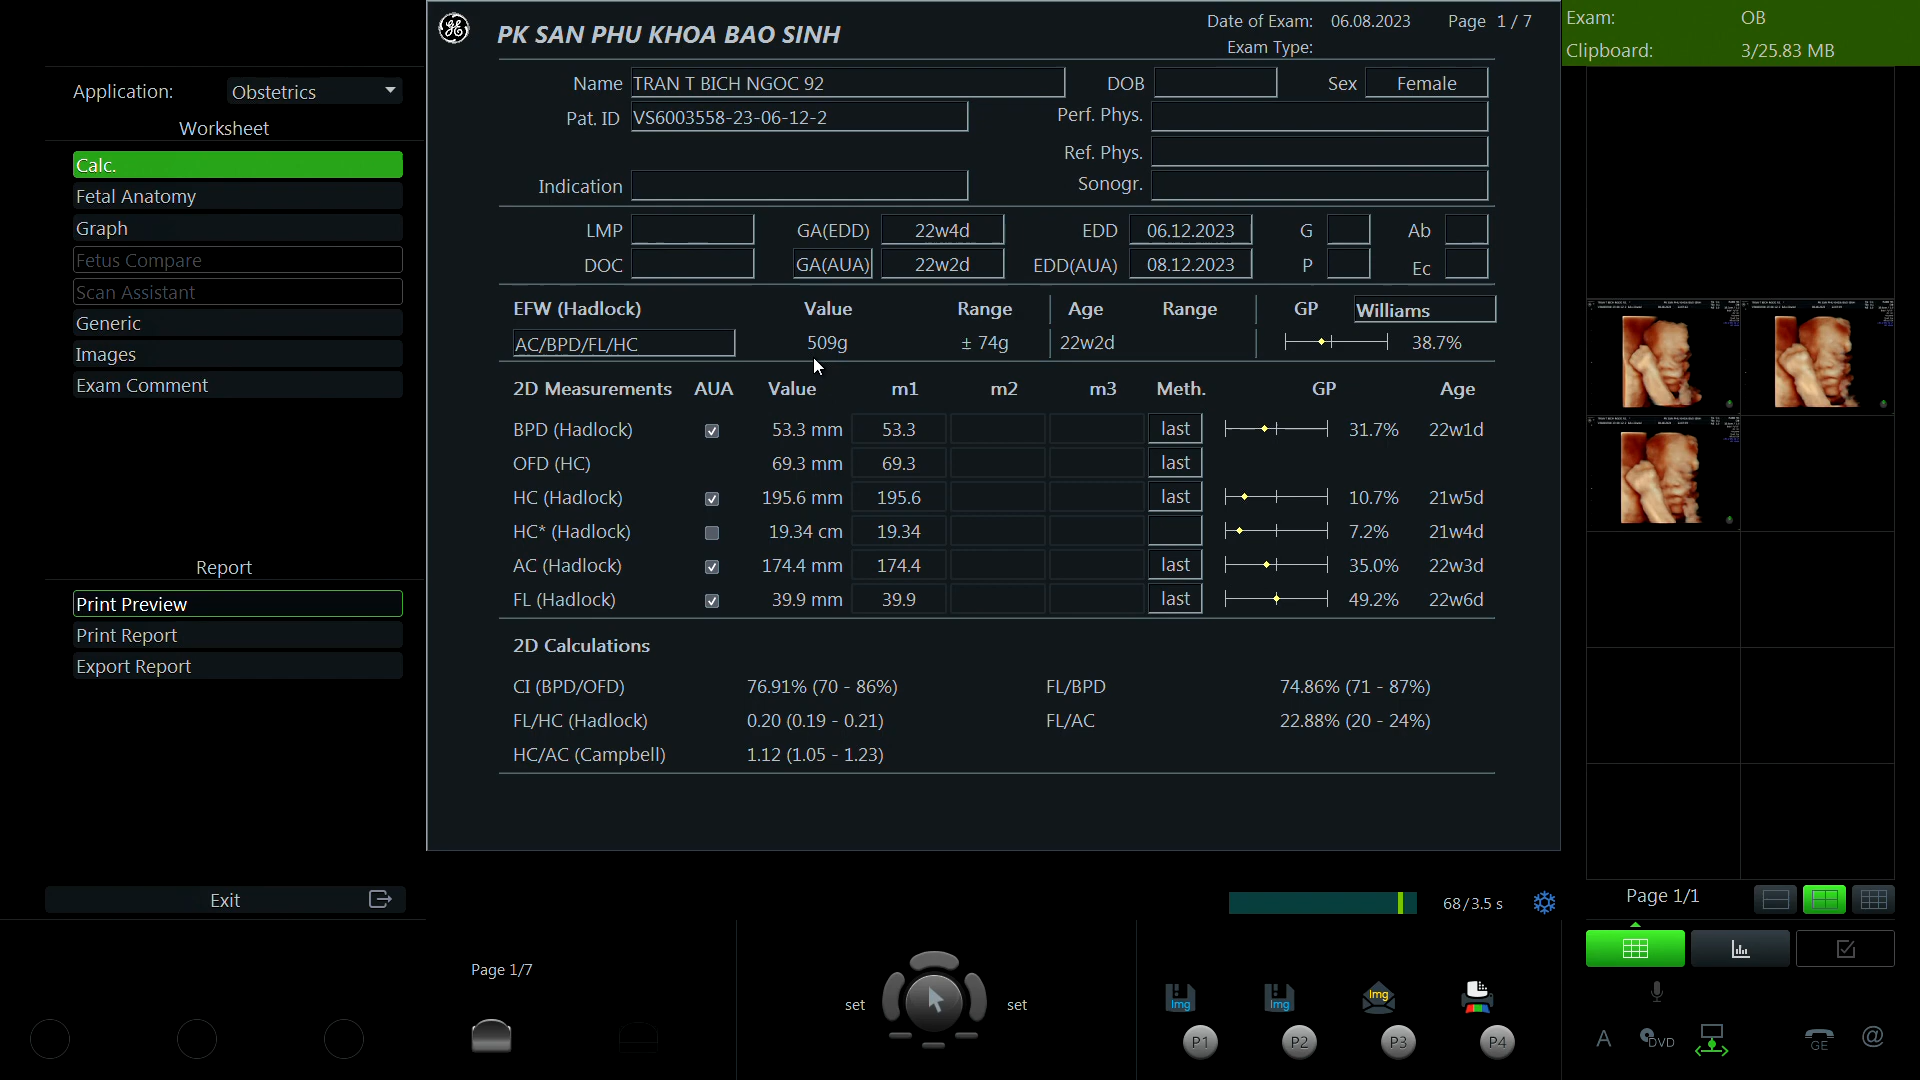 PK SAN PHU KHOA BAO SINH
Date of Exam: 06.08.2023 Page 1 / 7
Exam Type:
Exam: OB
Clipboard: 3/25.83 MB
Application: Obstetrics
Worksheet
Calc.
Fetal Anatomy
Graph
Fetus Compare
Scan Assistant
Generic
Images
Exam Comment
Report
Print Preview
Print Report
Export Report
Exit
Name TRAN T BICH NGOC 92 DOB Sex Female
Pat. ID VS6003558-23-06-12-2 Perf. Phys.
Ref. Phys.
Indication Sonogr.
LMP GA(EDD) 22w4d EDD 06.12.2023 G Ab
DOC GA(AUA) 22w2d EDD(AUA) 08.12.2023 P Ec
EFW (Hadlock) Value Range Age Range GP Williams
AC/BPD/FL/HC 509g ± 74g 22w2d 38.7%
2D Measurements AUA Value m1 m2 m3 Meth. GP Age
BPD (Hadlock) 53.3 mm 53.3 last 31.7% 22w1d
OFD (HC) 69.3 mm 69.3 last
HC (Hadlock) 195.6 mm 195.6 last 10.7% 21w5d
HC* (Hadlock) 19.34 cm 19.34 7.2% 21w4d
AC (Hadlock) 174.4 mm 174.4 last 35.0% 22w3d
FL (Hadlock) 39.9 mm 39.9 last 49.2% 22w6d
2D Calculations
CI (BPD/OFD) 76.91% (70 - 86%) FL/BPD 74.86% (71 - 87%)
FL/HC (Hadlock) 0.20 (0.19 - 0.21) FL/AC 22.88% (20 - 24%)
HC/AC (Campbell) 1.12 (1.05 - 1.23)
68/3.5 s
Page 1/1
Page 1/7
set set
Img Img Img
P1 P2 P3 P4
A DVD GE @